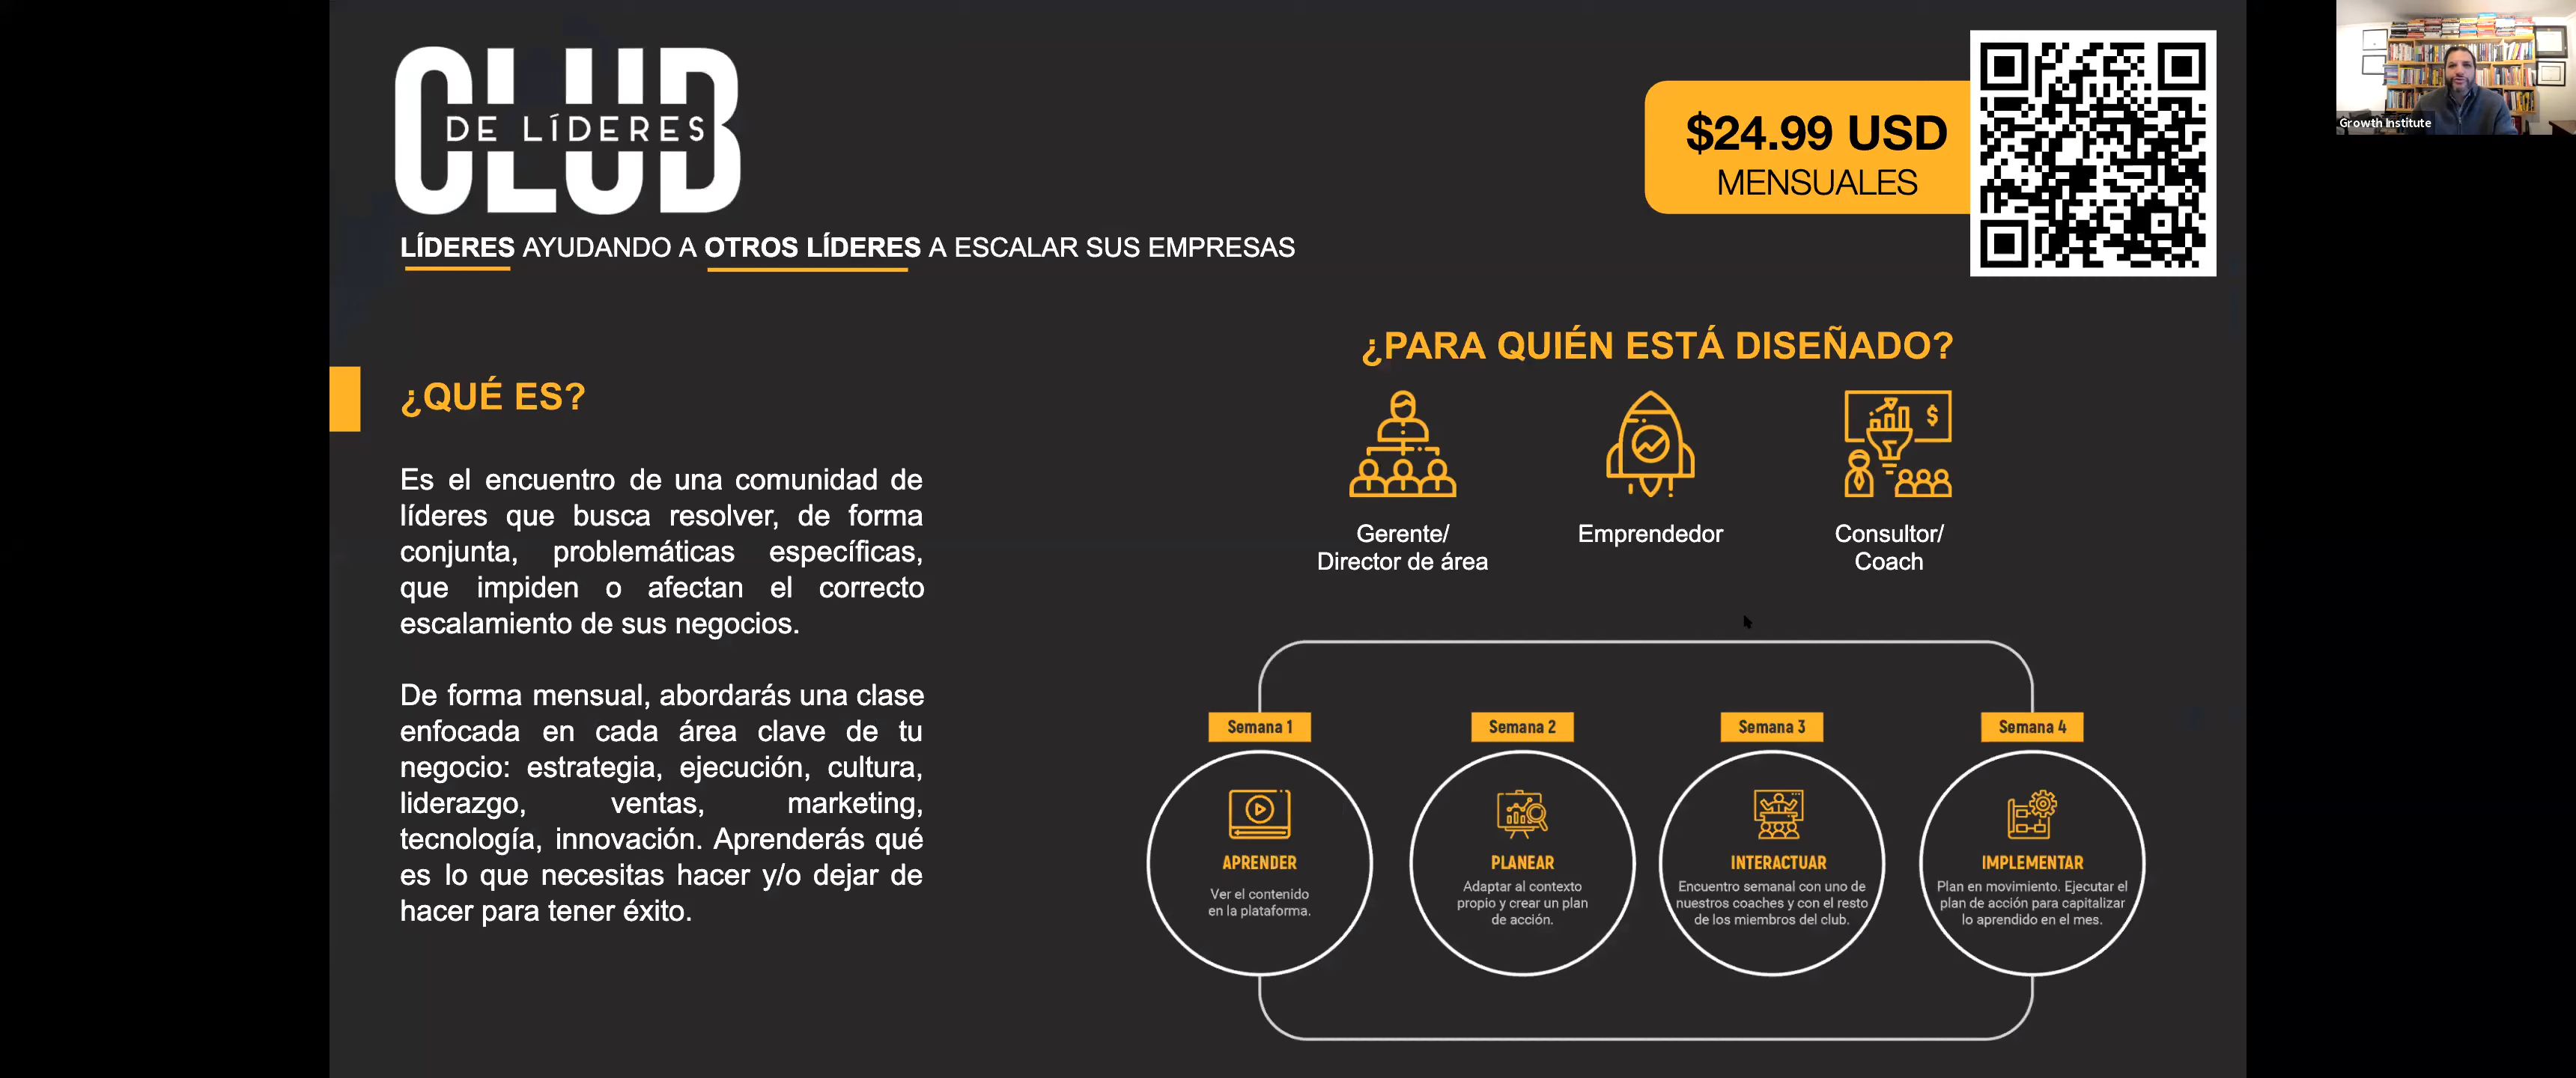 CLUB
DE LÍDERES
LÍDERES AYUDANDO A OTROS LÍDERES A ESCALAR SUS EMPRESAS
$24.99 USD
MENSUALES
Growth Institute
¿QUÉ ES?
Es el encuentro de una comunidad de
líderes que busca resolver, de forma
conjunta, problemáticas específicas,
que impiden o afectan el correcto
escalamiento de sus negocios.
De forma mensual, abordarás una clase
enfocada en cada área clave de tu
negocio: estrategia, ejecución, cultura,
liderazgo, ventas, marketing,
tecnología, innovación. Aprenderás qué
es lo que necesitas hacer y/o dejar de
hacer para tener éxito.
¿PARA QUIÉN ESTÁ DISEÑADO?
$
Gerente/
Director de área
Emprendedor
Consultor/
Coach
Semana 1
APRENDER
Ver el contenido
en la plataforma.
Semana 2
PLANEAR
Adaptar al contexto
propio y crear un plan
de acción.
Semana 3
INTERACTUAR
Encuentro semanal con uno de
nuestros coaches y con el resto
de los miembros del club.
Semana 4
IMPLEMENTAR
Plan en movimiento. Ejecutar el
plan de acción para capitalizar
lo aprendido en el mes.